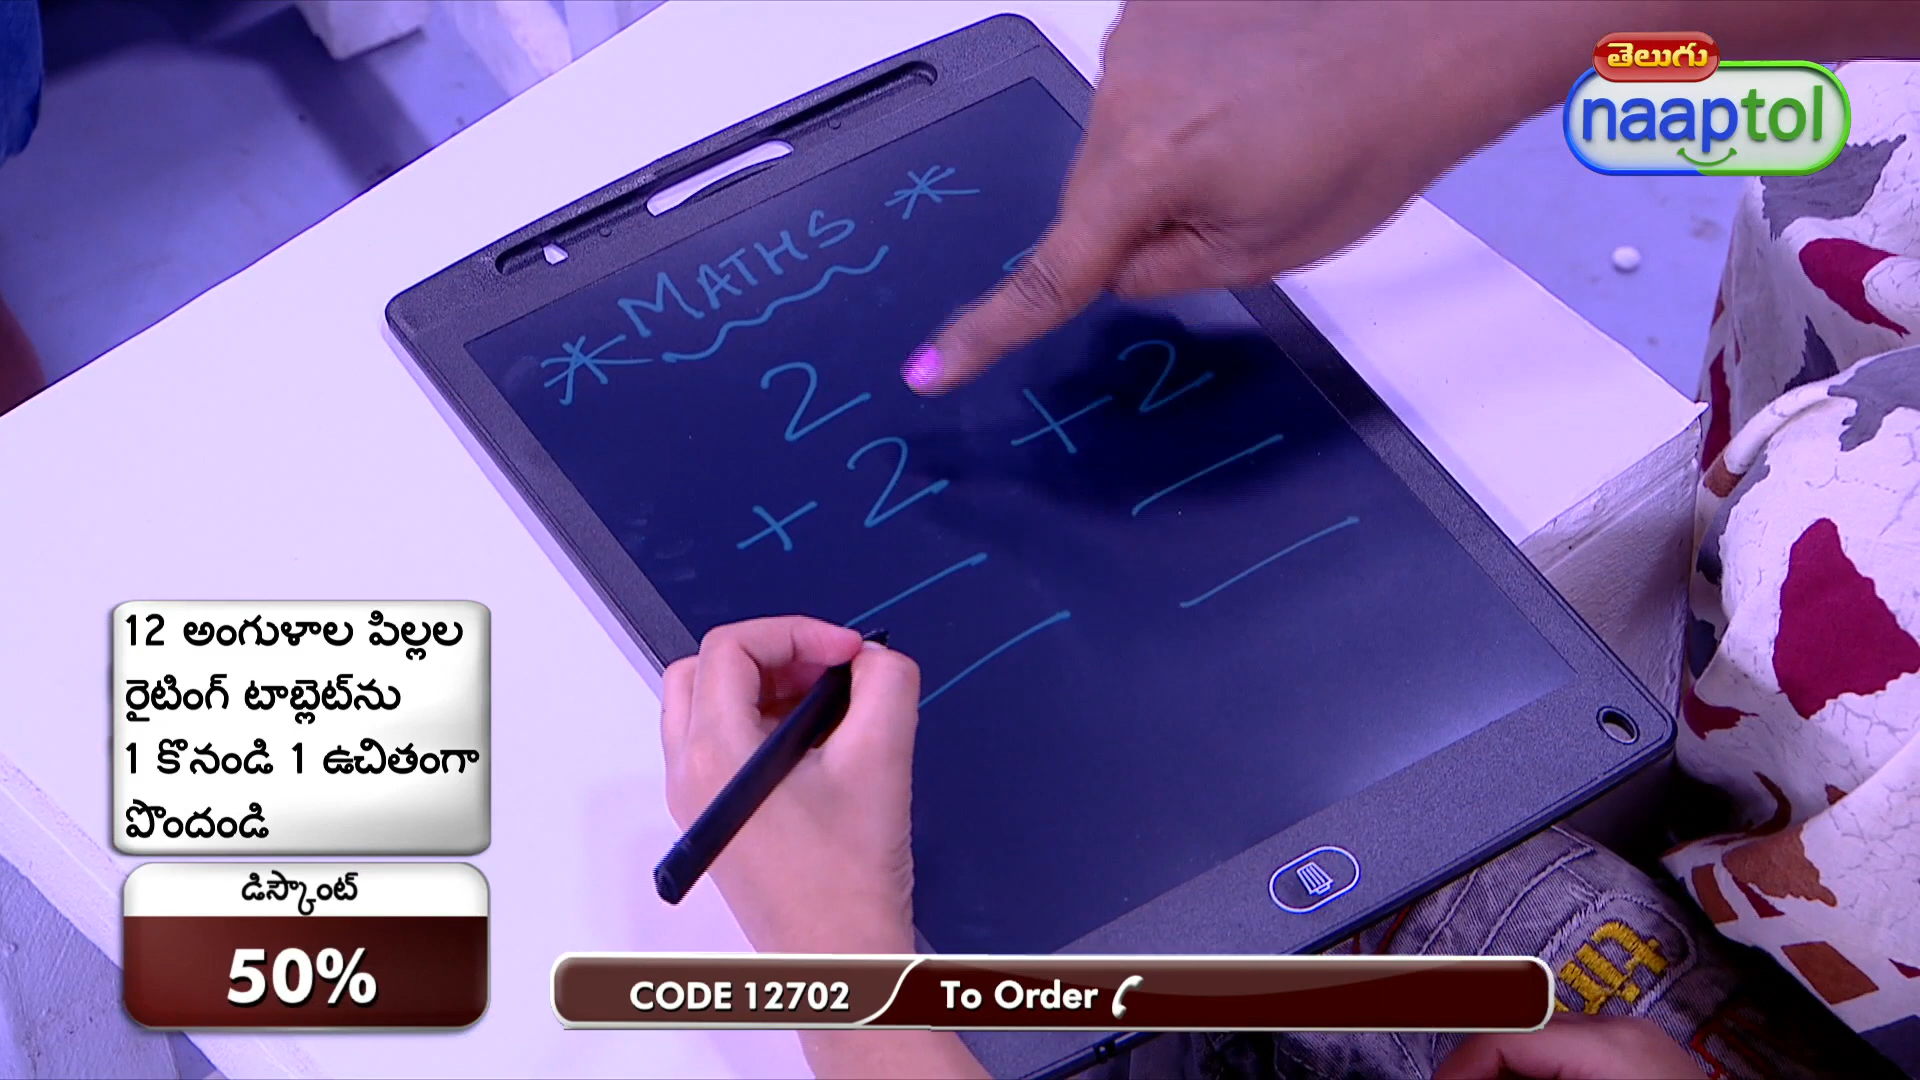 తెలుగు
naaptol
* MATHS *
2
+ 2
+ 2
12 అంగుళాల పిల్లల
రైటింగ్ టాబ్లెట్‌ను
1 కొనండి 1 ఉచితంగా
పొందండి
డిస్కౌంట్
50%
CODE 12702
To Order